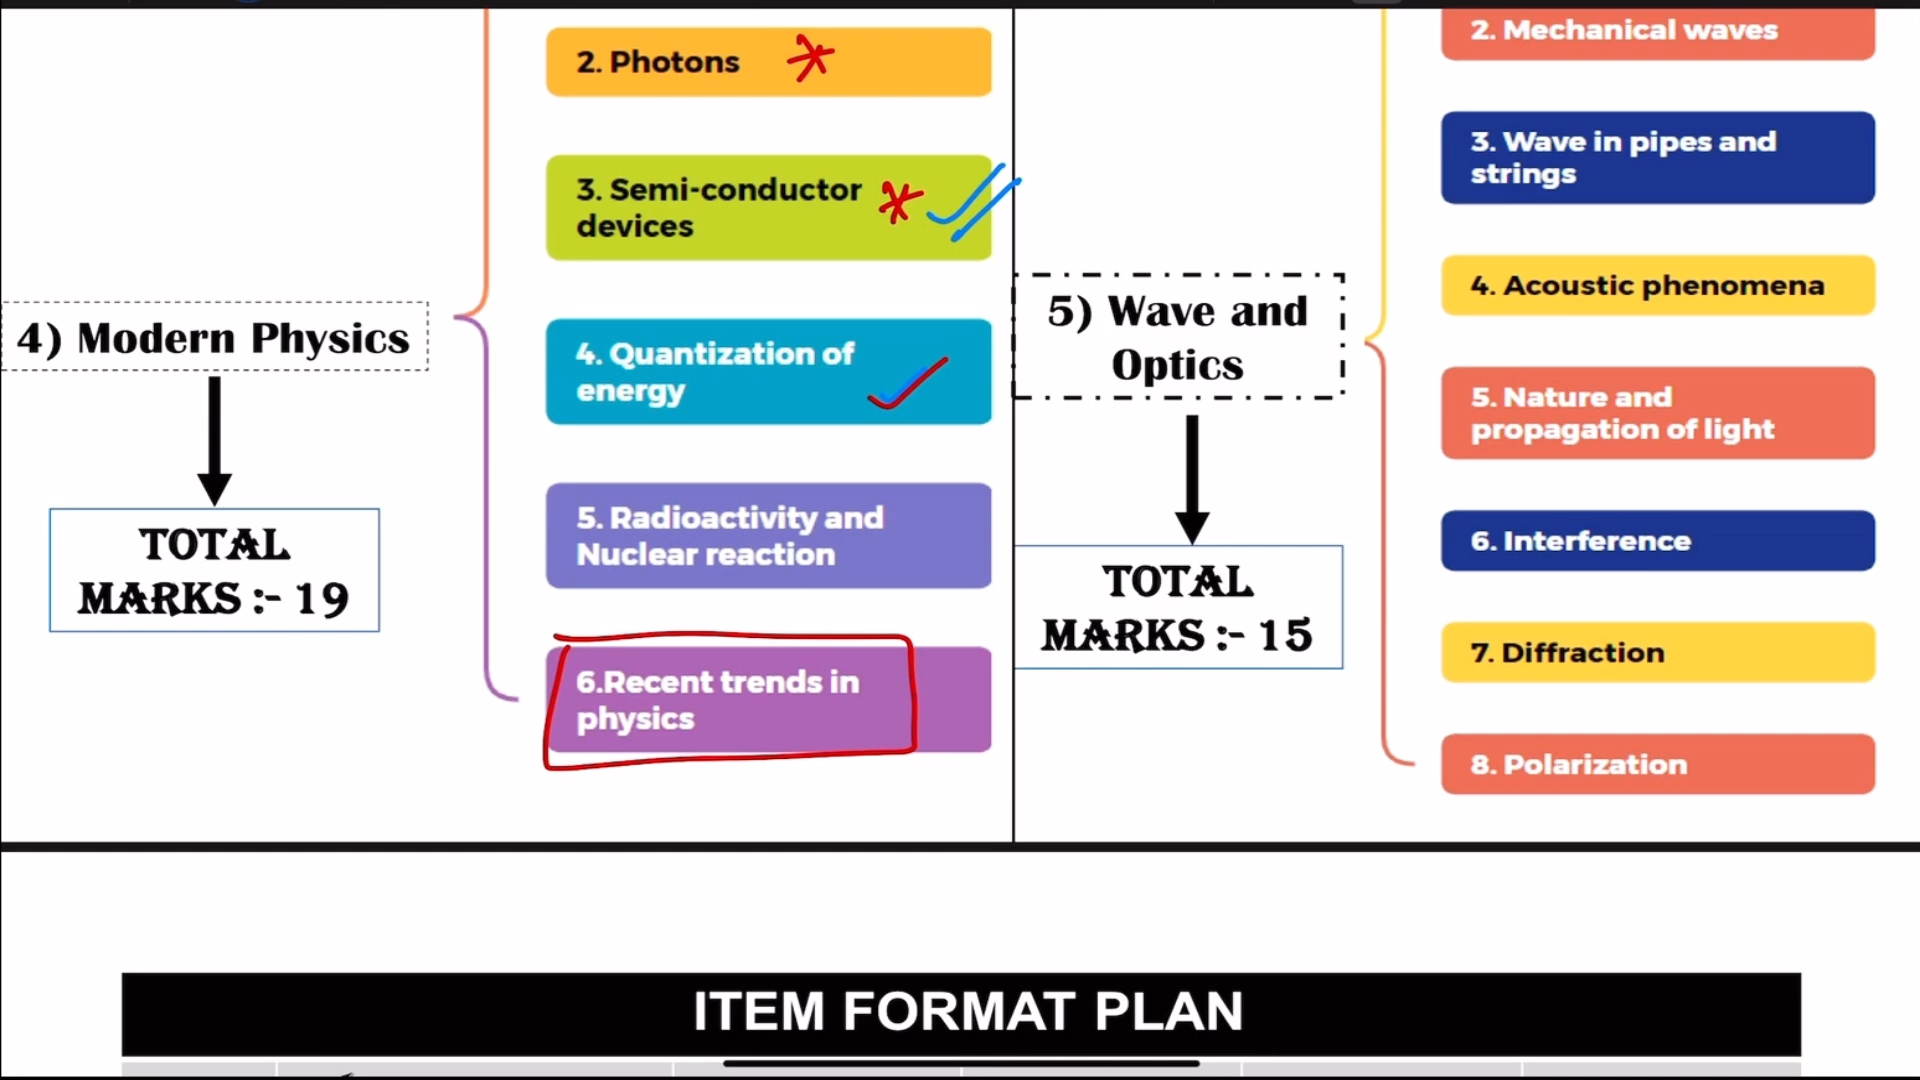 4) Modern Physics
TOTAL
MARKS :- 19
2. Photons
3. Semi-conductor
devices
4. Quantization of
energy
5. Radioactivity and
Nuclear reaction
6.Recent trends in
physics
5) Wave and
Optics
TOTAL
MARKS :- 15
2. Mechanical waves
3. Wave in pipes and
strings
4. Acoustic phenomena
5. Nature and
propagation of light
6. Interference
7. Diffraction
8. Polarization
ITEM FORMAT PLAN